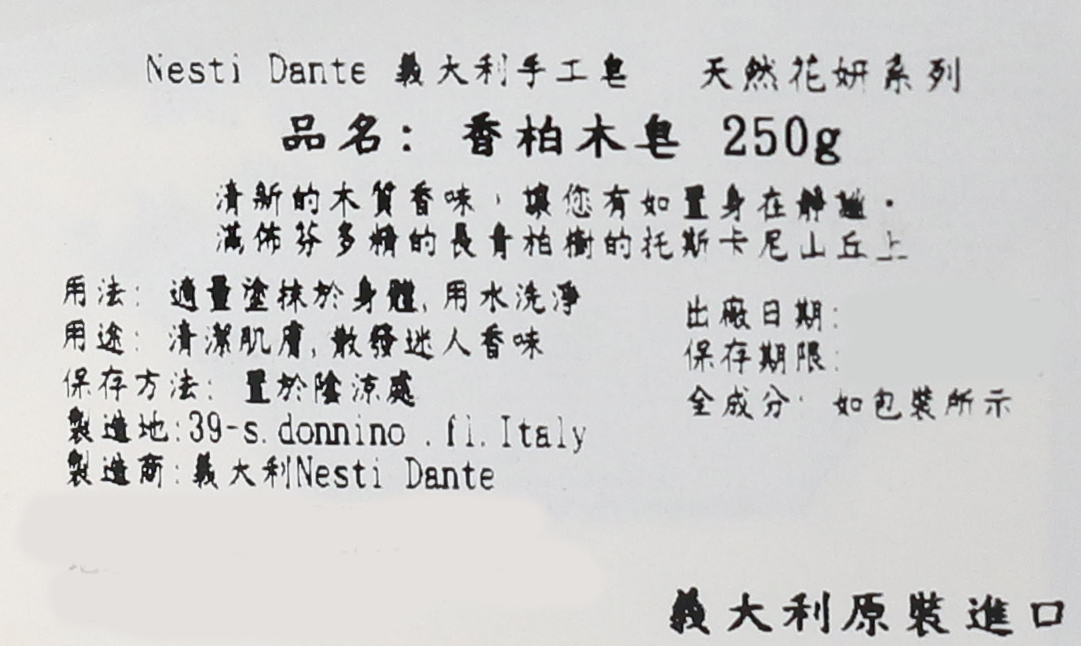 Nesti Dante 義大利手工皂 天然花妍系列
品名: 香柏木皂 250g
清新的木質香味,讓您有如置身在靜謐.
滿佈芬多精的長青柏樹的托斯卡尼山丘上
用法: 適量塗抹於身體,用水洗淨
用途: 清潔肌膚,散發迷人香味
保存方法: 置於陰涼處
製造地:39-s.donnino .fi.Italy
製造商:義大利Nesti Dante
出廠日期:
保存期限:
全成分: 如包裝所示
義大利原裝進口